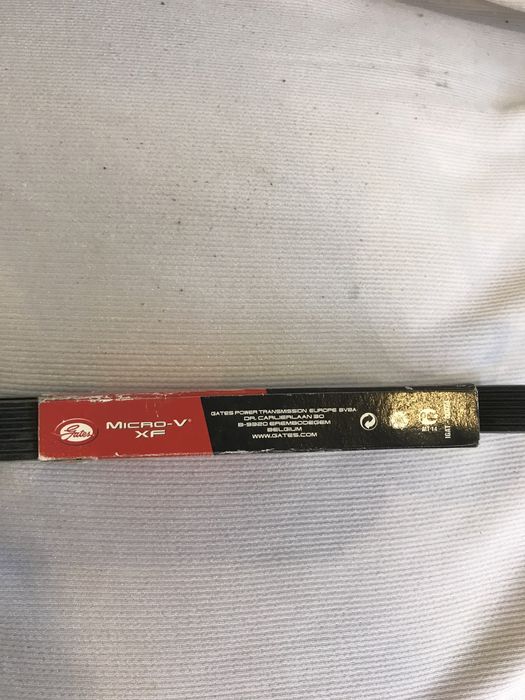 Gates
MICRO-V®
XF
GATES POWER TRANSMISSION EUROPE BVBA
DR. CARLIERLAAN 30
B-9320 EREMBODEGEM
BELGIUM
WWW.GATES.COM